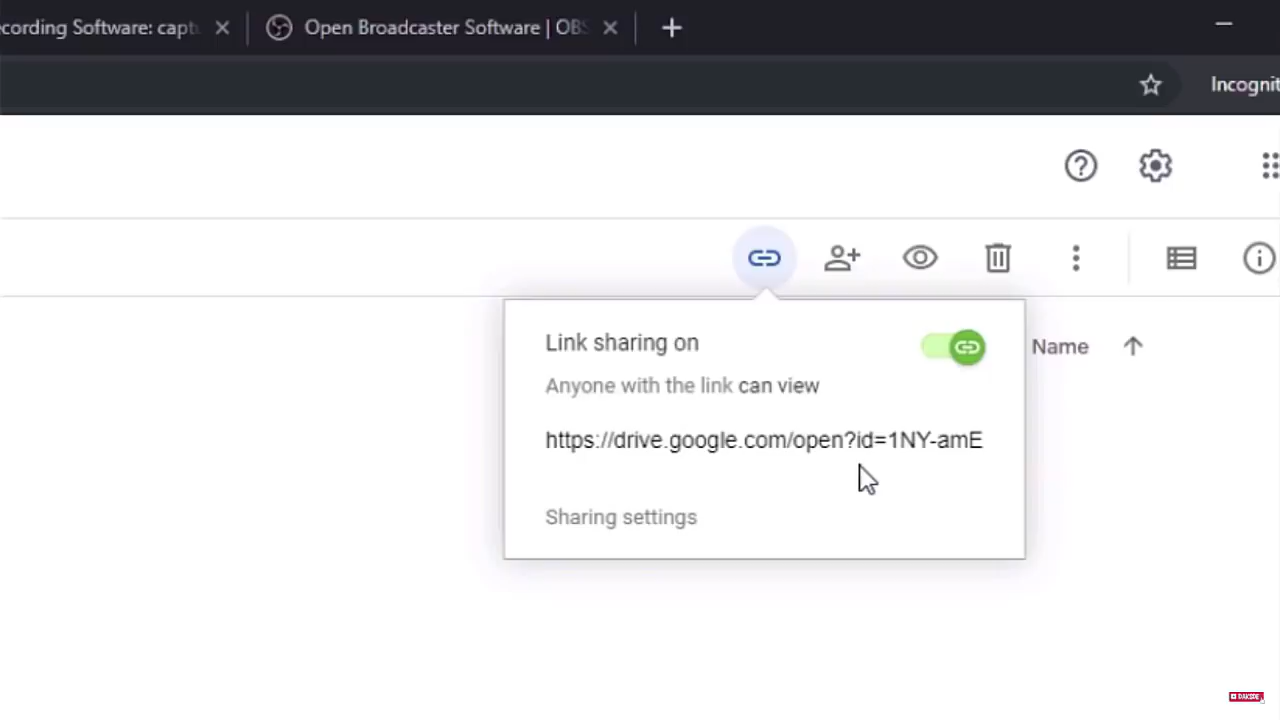 ecording Software: capt
Open Broadcaster Software | OBS
Incognit
Link sharing on
Name
Anyone with the link can view
https://drive.google.com/open?id=1NY-amE
Sharing settings